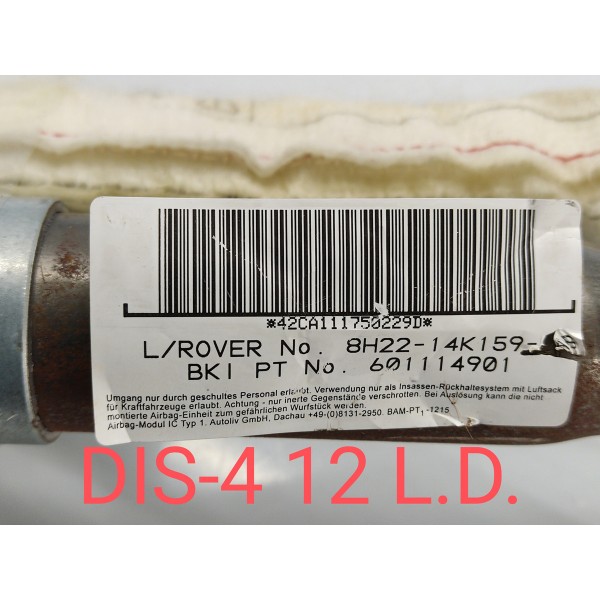 *42CA111750229D*
L/ROVER No. 8H22-14K159-
BKI PT No. 601114901
Umgang nur durch geschultes Personal erlaubt. Verwendung nur als Insassen-Rückhaltesystem mit Luftsack
für Kraftfahrzeuge erlaubt. Achtung - nur inerte Gegenstände verwenden. Bei Auslösung kann die nicht
montierte Airbag-Einheit zum gefährlichen Wurfstück werden.
Airbag-Modul IC Typ 1. Autoliv GmbH, Dachau +49-(0)8131-2950. BAM-PT1-1215
DIS-4 12 L.D.